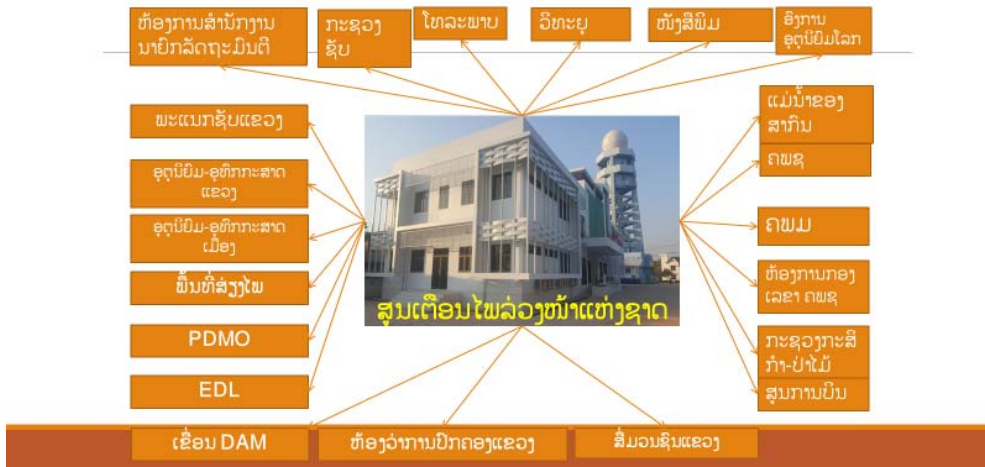 ຫ້ອງການສຳນັກງານ
ນາຍົກລັດຖະມົນຕີ
ກະຊວງ
ຊັບ
ໂທລະພາບ
ວິທະຍຸ
ໜັງສືພິມ
ອົງການ
ອຸຕຸນິຍົມໂລກ
ພະແນກຊັບແຂວງ
ແມ່ນ້ຳຂອງ
ສາກົນ
ຄພຊ
ອຸຕຸນິຍົມ-ອຸທົກກະສາດ
ແຂວງ
ອຸຕຸນິຍົມ-ອຸທົກກະສາດ
ເມືອງ
ຄພມ
ພື້ນທີ່ສ່ຽງໄພ
ຫ້ອງການກອງ
ເລຂາ ຄພຊ
ສູນເຕືອນໄພລ່ວງໜ້າແຫ່ງຊາດ
PDMO
ກະຊວງກະສິ
ກຳ-ປ່າໄມ້
EDL
ສູນການບິນ
ເຂື່ອນ DAM
ຫ້ອງວ່າການປົກຄອງແຂວງ
ສື່ມວນຊົນແຂວງ